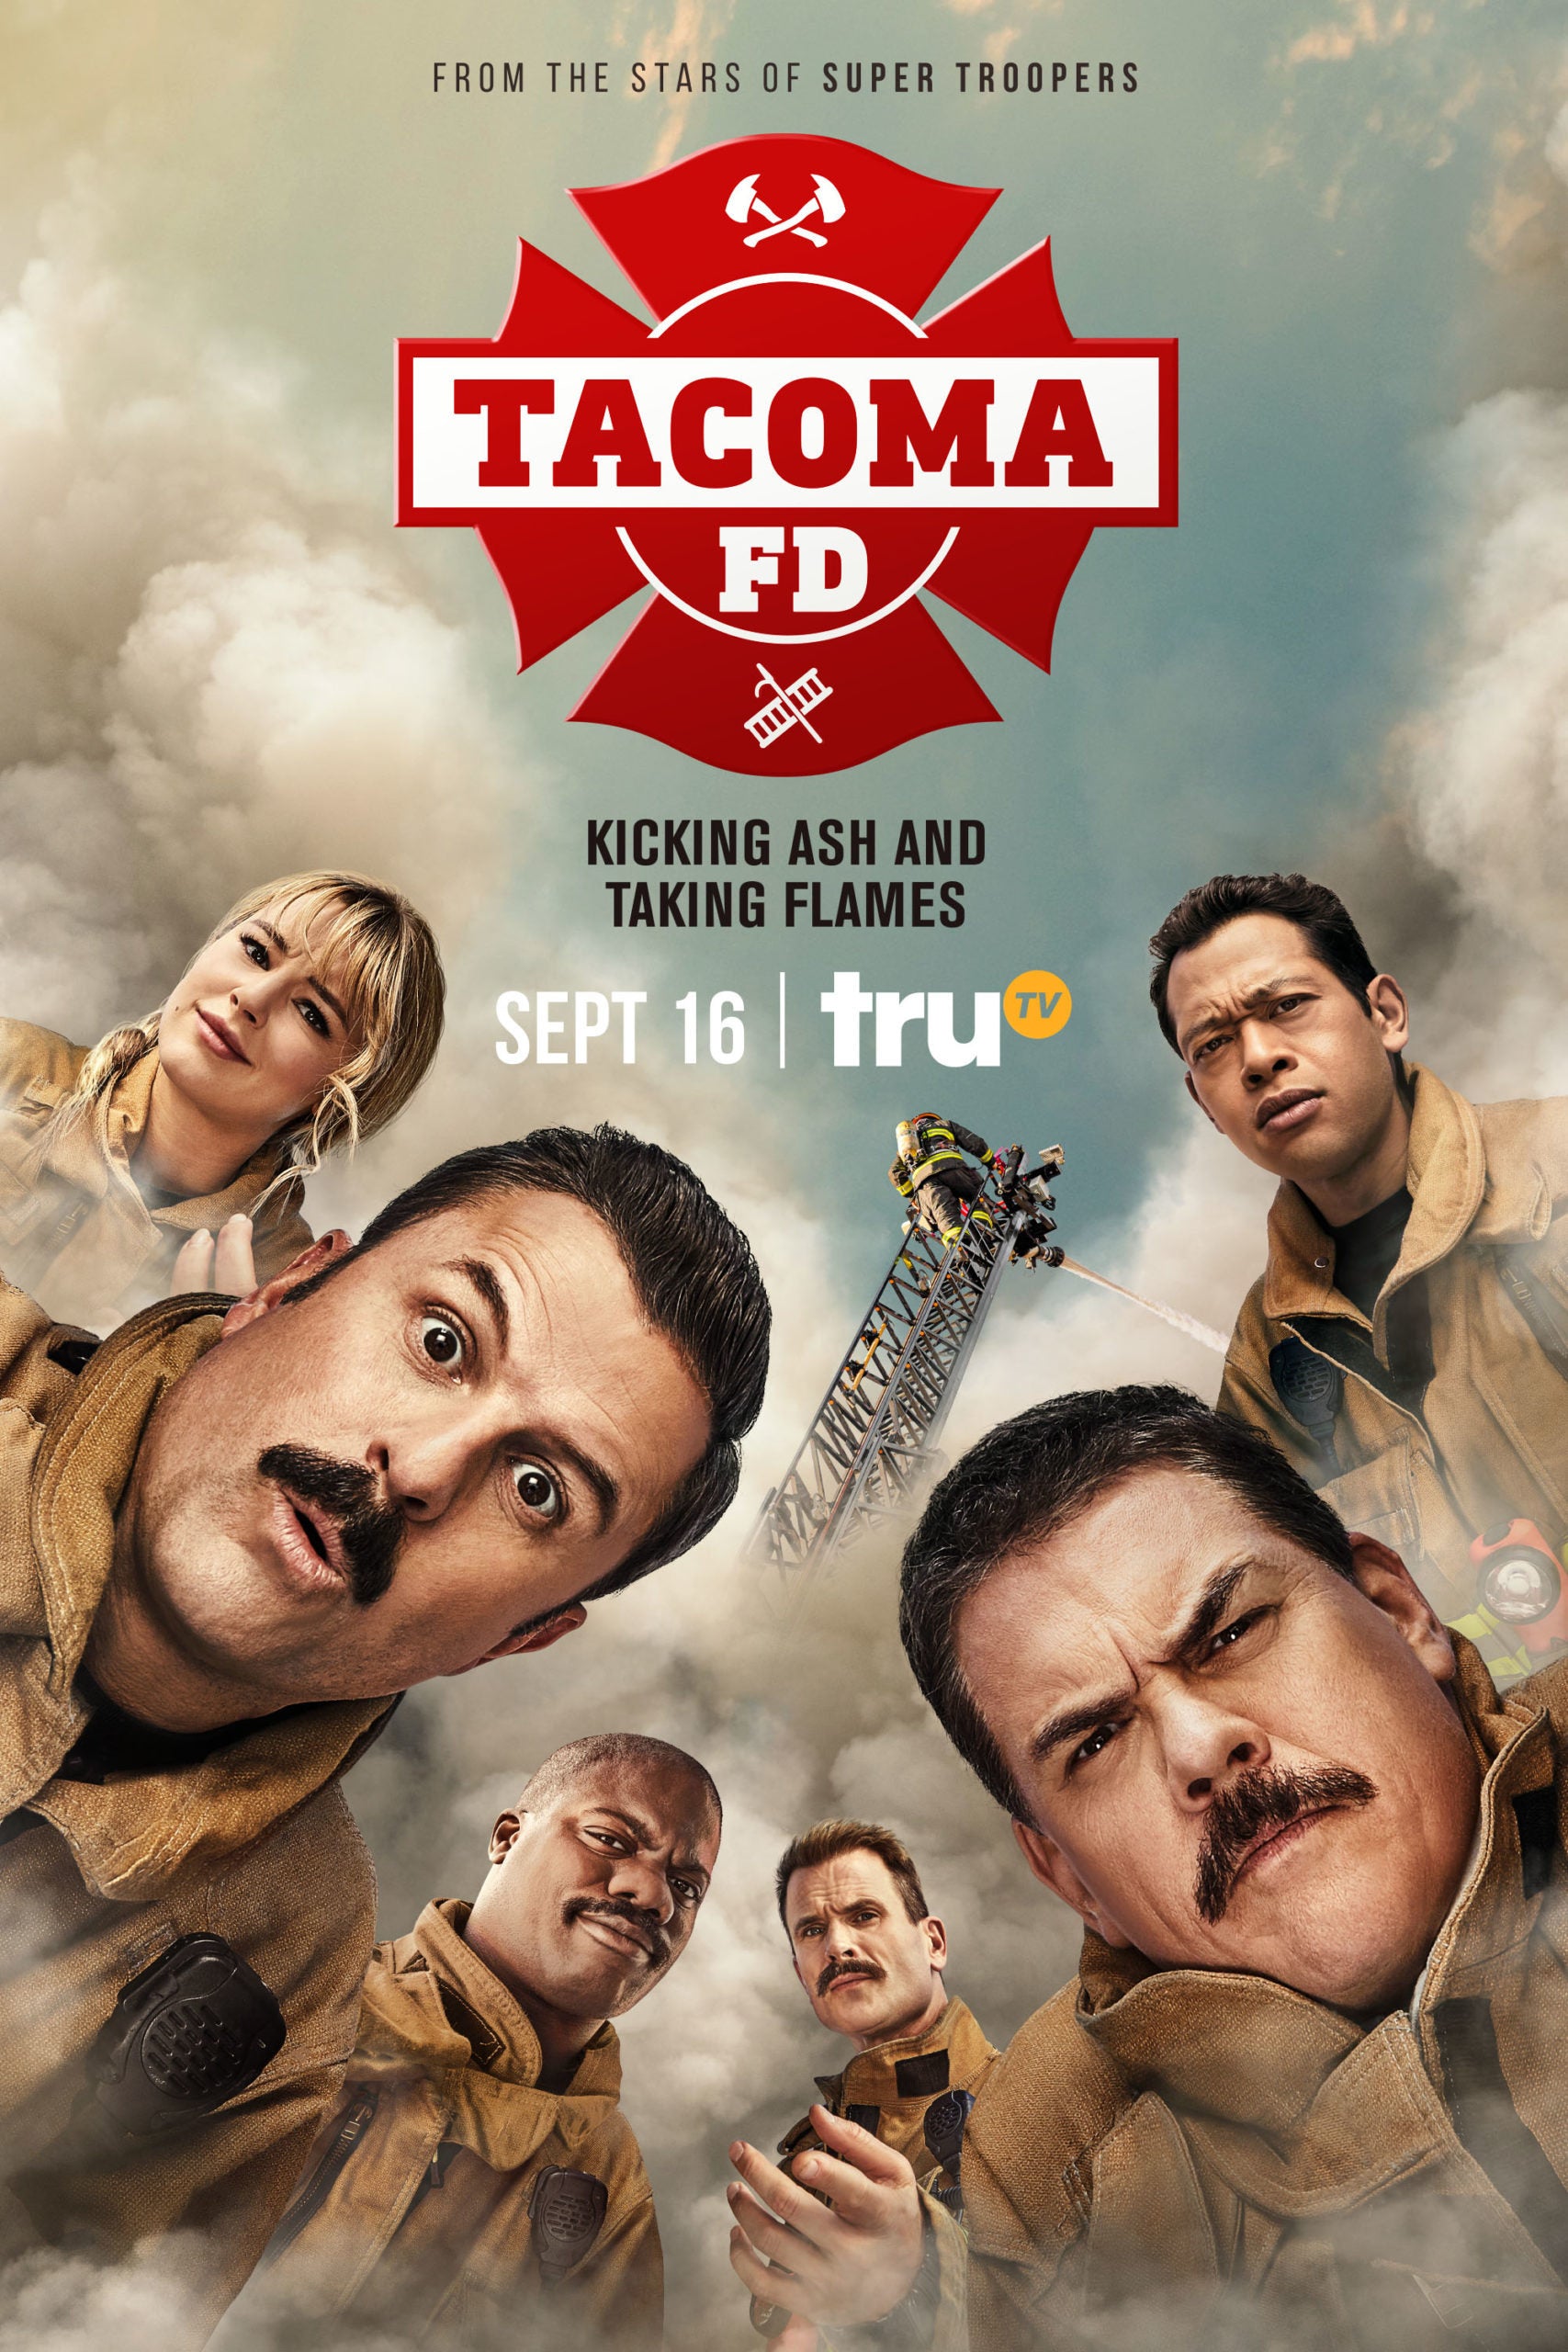 FROM THE STARS OF SUPER TROOPERS
TACOMA
FD
KICKING ASH AND
TAKING FLAMES
SEPT 16 | truTV